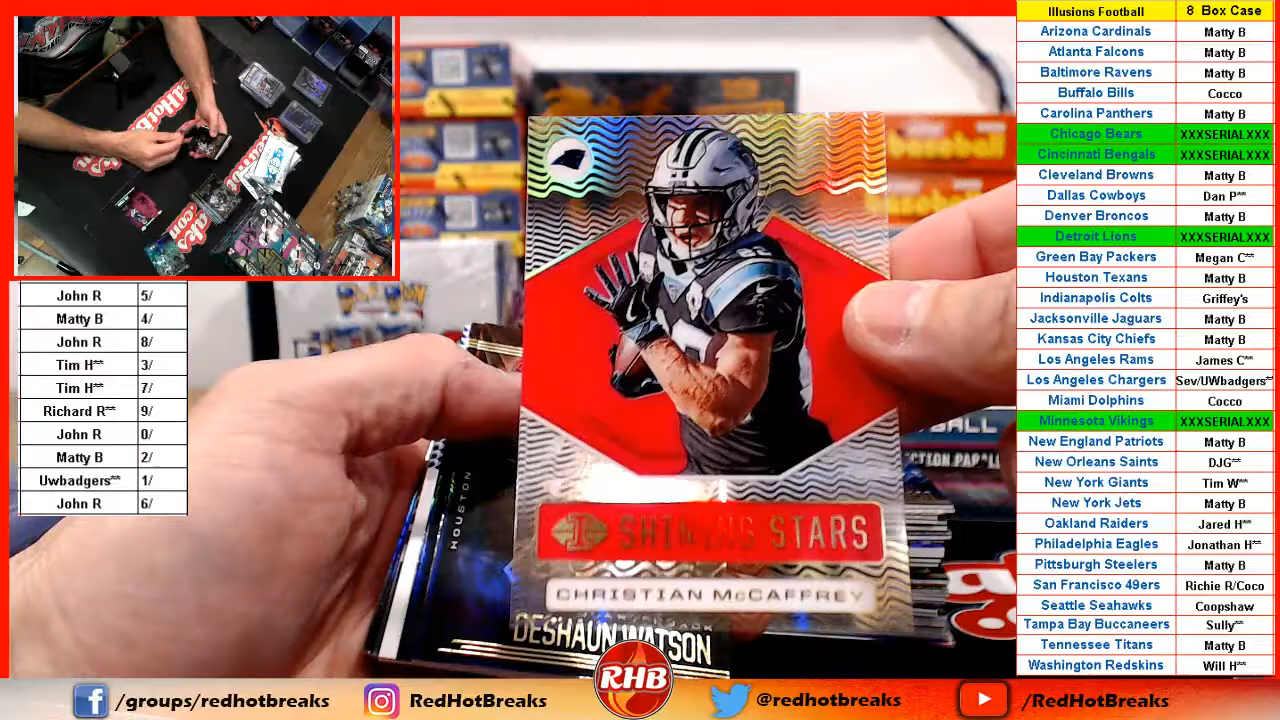 Illusions Football 8 Box Case
Arizona Cardinals Matty B
Atlanta Falcons Matty B
Baltimore Ravens Matty B
Buffalo Bills Cocco
Carolina Panthers Matty B
Chicago Bears XXXSERIALXXX
Cincinnati Bengals XXXSERIALXXX
Cleveland Browns Matty B
Dallas Cowboys Dan P**
Denver Broncos Matty B
Detroit Lions XXXSERIALXXX
Green Bay Packers Megan C**
Houston Texans Matty B
Indianapolis Colts Griffey's
Jacksonville Jaguars Matty B
Kansas City Chiefs Matty B
Los Angeles Rams James C**
Los Angeles Chargers Sev/UWbadgers**
Miami Dolphins Cocco
Minnesota Vikings XXXSERIALXXX
New England Patriots Matty B
New Orleans Saints DJG**
New York Giants Tim W**
New York Jets Matty B
Oakland Raiders Jared H**
Philadelphia Eagles Jonathan H**
Pittsburgh Steelers Matty B
San Francisco 49ers Richie R/Coco
Seattle Seahawks Coopshaw
Tampa Bay Buccaneers Sully**
Tennessee Titans Matty B
Washington Redskins Will H**
John R 5/
Matty B 4/
John R 8/
Tim H** 3/
Tim H** 7/
Richard R** 9/
John R 0/
Matty B 2/
Uwbadgers** 1/
John R 6/
baseball
HOUSTON
SHINING STARS
CHRISTIAN McCAFFREY
DESHAUN WATSON
RHB
/groups/redhotbreaks
RedHotBreaks
@redhotbreaks
/RedHotBreaks